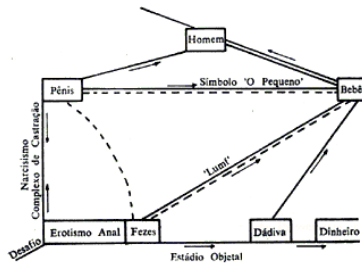 Homem
Símbolo 'O Pequeno'
Pênis
Bebê
Narcisismo
Complexo de Castração
'Lumf'
Erotismo Anal
Fezes
Dádiva
Dinheiro
Desafio
Estádio Objetal